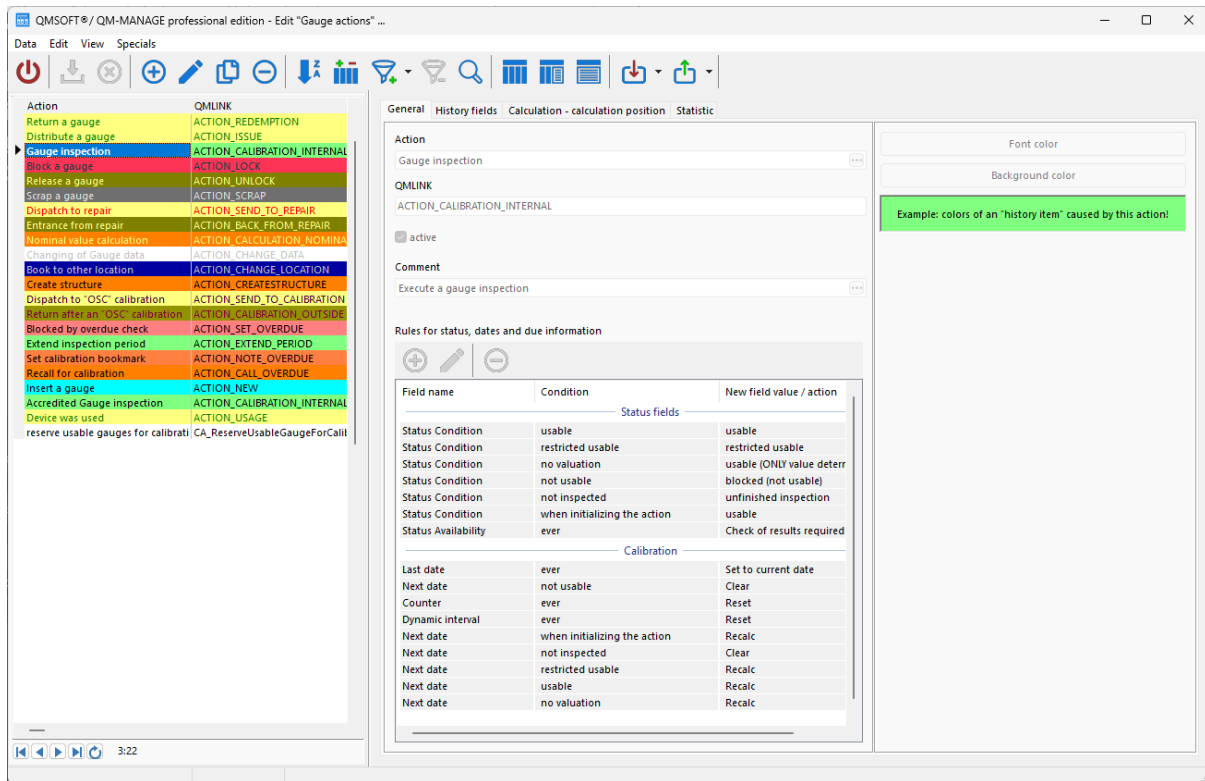 QMSOFT®/ QM-MANAGE professional edition - Edit "Gauge actions" ...
Data Edit View Specials
Action QMLINK
Return a gauge ACTION_REDEMPTION
Distribute a gauge ACTION_ISSUE
Gauge inspection ACTION_CALIBRATION_INTERNAL
Block a gauge ACTION_LOCK
Release a gauge ACTION_UNLOCK
Scrap a gauge ACTION_SCRAP
Dispatch to repair ACTION_SEND_TO_REPAIR
Entrance from repair ACTION_BACK_FROM_REPAIR
Nominal value calculation ACTION_CALCULATION_NOMINA
Changing of Gauge data ACTION_CHANGE_DATA
Book to other location ACTION_CHANGE_LOCATION
Create structure ACTION_CREATESTRUCTURE
Dispatch to "OSC" calibration ACTION_SEND_TO_CALIBRATION
Return after an "OSC" calibration ACTION_CALIBRATION_OUTSIDE
Blocked by overdue check ACTION_SET_OVERDUE
Extend inspection period ACTION_EXTEND_PERIOD
Set calibration bookmark ACTION_NOTE_OVERDUE
Recall for calibration ACTION_CALL_OVERDUE
Insert a gauge ACTION_NEW
Accredited Gauge inspection ACTION_CALIBRATION_INTERNAL
Device was used ACTION_USAGE
reserve usable gauges for calibrati CA_ReserveUsableGaugeForCalil
3:22
General History fields Calculation - calculation position Statistic
Action
Gauge inspection
QMLINK
ACTION_CALIBRATION_INTERNAL
active
Comment
Execute a gauge inspection
Rules for status, dates and due information
Field name Condition New field value / action
Status fields
Status Condition usable usable
Status Condition restricted usable restricted usable
Status Condition no valuation usable (ONLY value deterr
Status Condition not usable blocked (not usable)
Status Condition not inspected unfinished inspection
Status Condition when initializing the action usable
Status Availability ever Check of results required
Calibration
Last date ever Set to current date
Next date not usable Clear
Counter ever Reset
Dynamic interval ever Reset
Next date when initializing the action Recalc
Next date not inspected Clear
Next date restricted usable Recalc
Next date usable Recalc
Next date no valuation Recalc
Font color
Background color
Example: colors of an "history item" caused by this action!